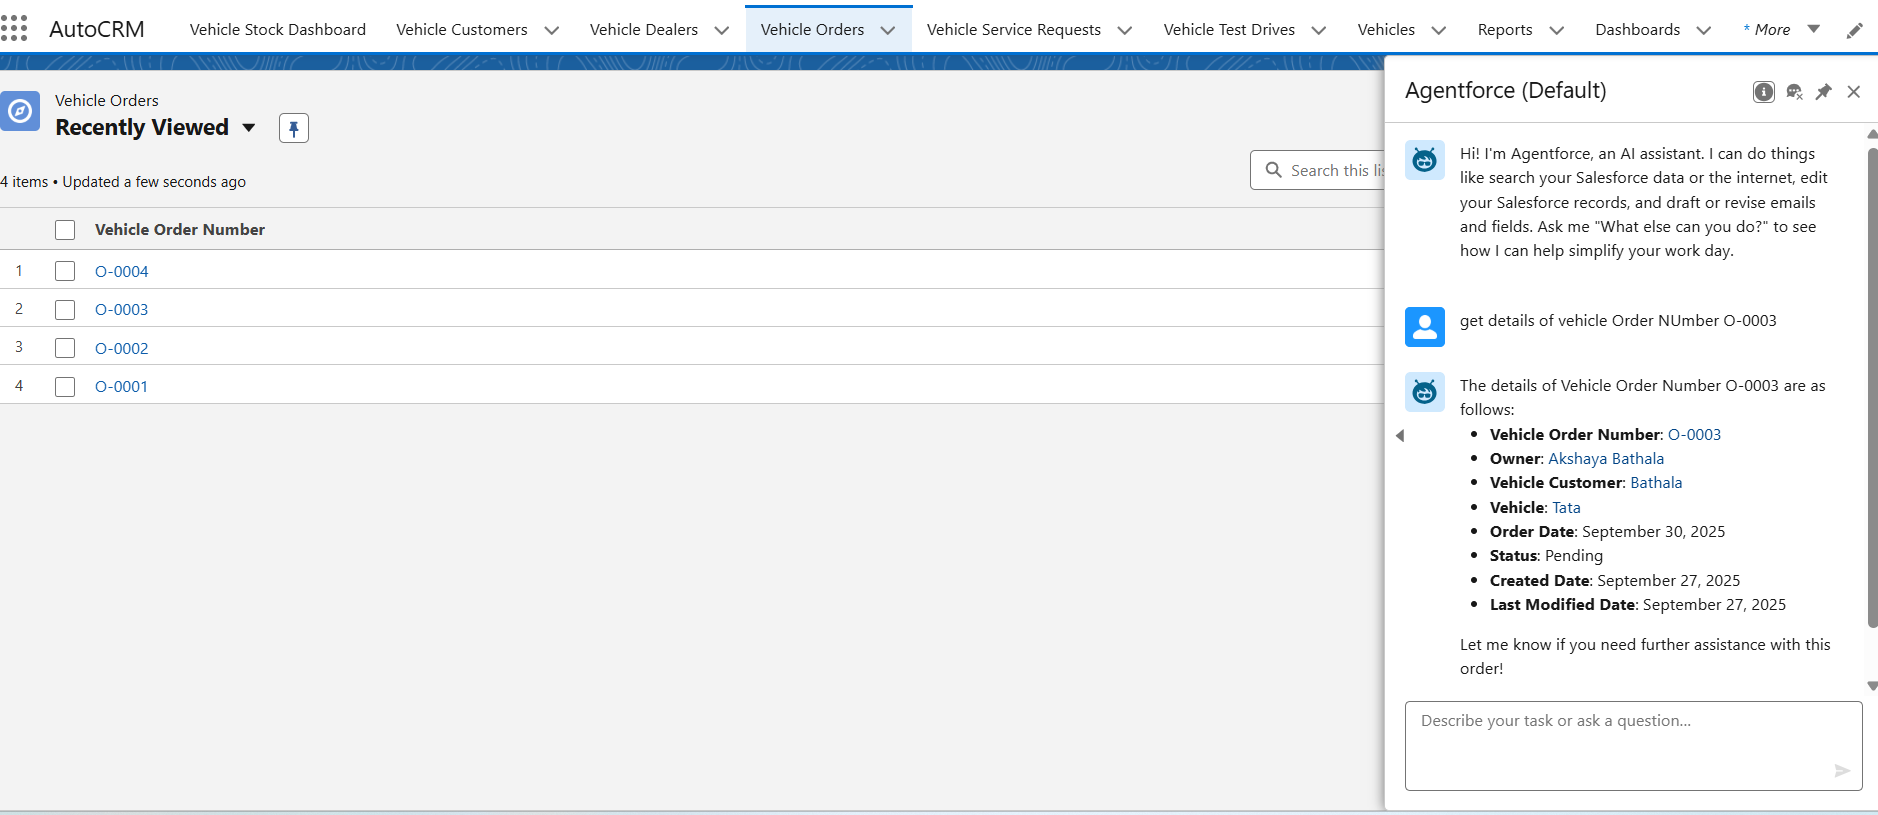 AutoCRM
Vehicle Stock Dashboard
Vehicle Customers
Vehicle Dealers
Vehicle Orders
Vehicle Service Requests
Vehicle Test Drives
Vehicles
Reports
Dashboards
* More
Vehicle Orders
Recently Viewed
4 items • Updated a few seconds ago
Search this lis
Vehicle Order Number
1 O-0004
2 O-0003
3 O-0002
4 O-0001
Agentforce (Default)
Hi! I'm Agentforce, an AI assistant. I can do things
like search your Salesforce data or the internet, edit
your Salesforce records, and draft or revise emails
and fields. Ask me "What else can you do?" to see
how I can help simplify your work day.
get details of vehicle Order NUmber O-0003
The details of Vehicle Order Number O-0003 are as
follows:
• Vehicle Order Number: O-0003
• Owner: Akshaya Bathala
• Vehicle Customer: Bathala
• Vehicle: Tata
• Order Date: September 30, 2025
• Status: Pending
• Created Date: September 27, 2025
• Last Modified Date: September 27, 2025
Let me know if you need further assistance with this
order!
Describe your task or ask a question...